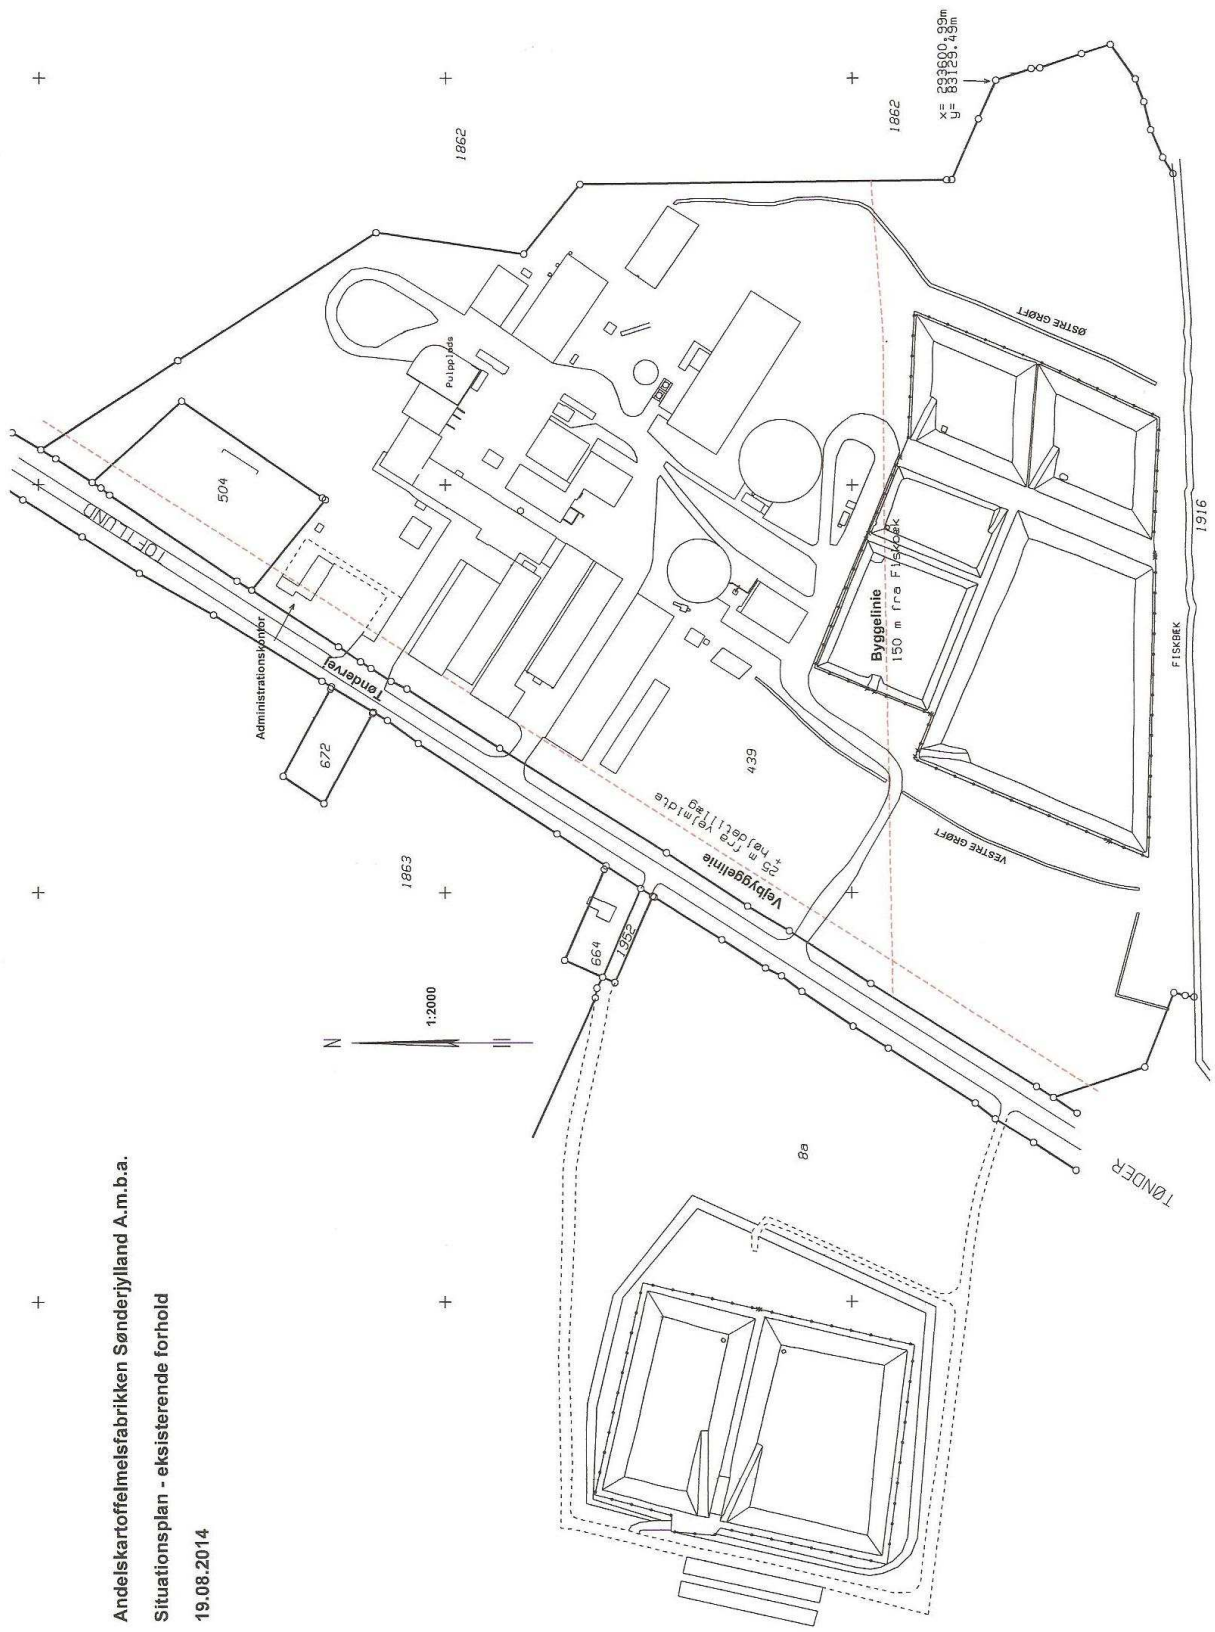 Andelskartoffelmelsfabrikken Sønderjylland A.m.b.a.
Situationsplan - eksisterende forhold
19.08.2014
N
1:2000
TOFTLUND
504
Administrationskontor
Tøndervej
672
1863
664
1952
Pulpplads
1862
1862
x= 293600.99m
y= 83129.49m
439
25 m fra vejmidte
+ højdetillæg
Vejbyggelinie
Byggelinie
150 m fra Fiskbæk
ØSTRE GRØFT
VESTRE GRØFT
FISKBÆK
1916
8a
TØNDER